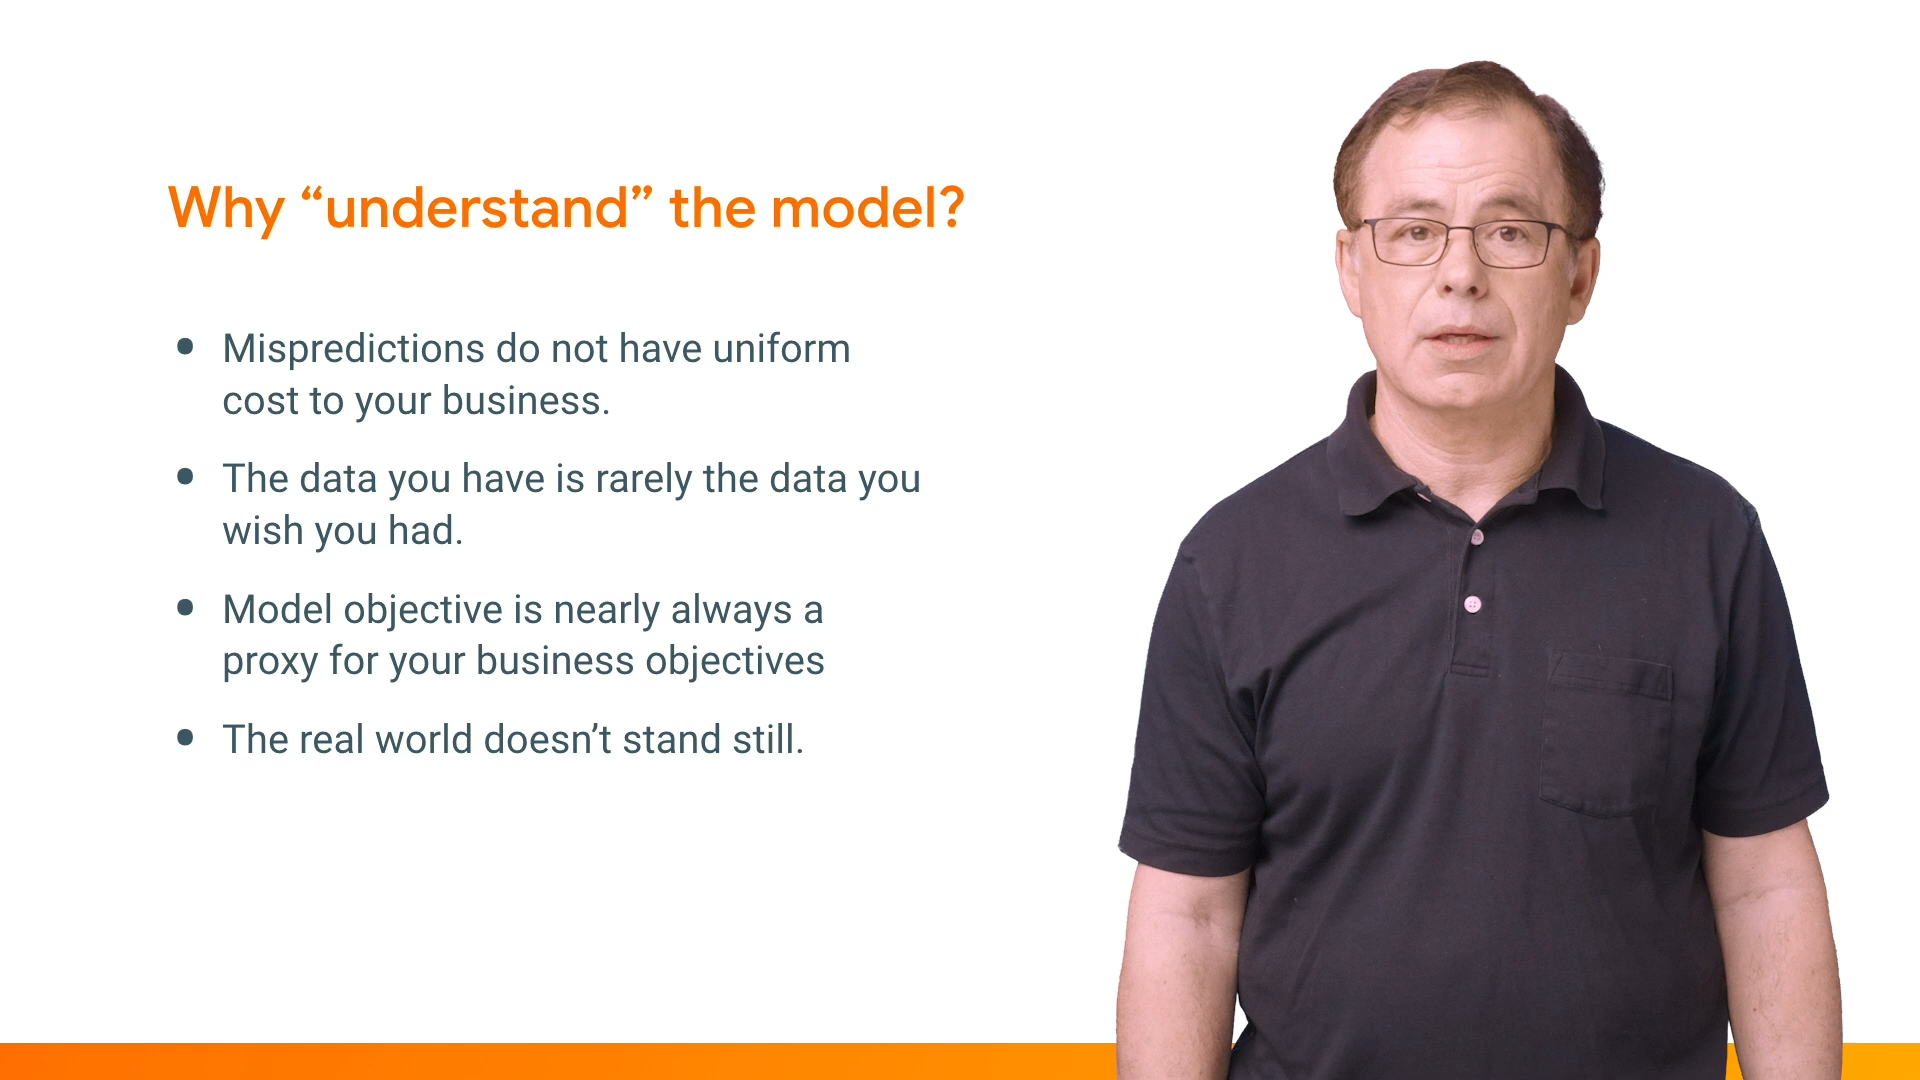 Why “understand” the model?
• Mispredictions do not have uniform
cost to your business.
• The data you have is rarely the data you
wish you had.
• Model objective is nearly always a
proxy for your business objectives
• The real world doesn’t stand still.